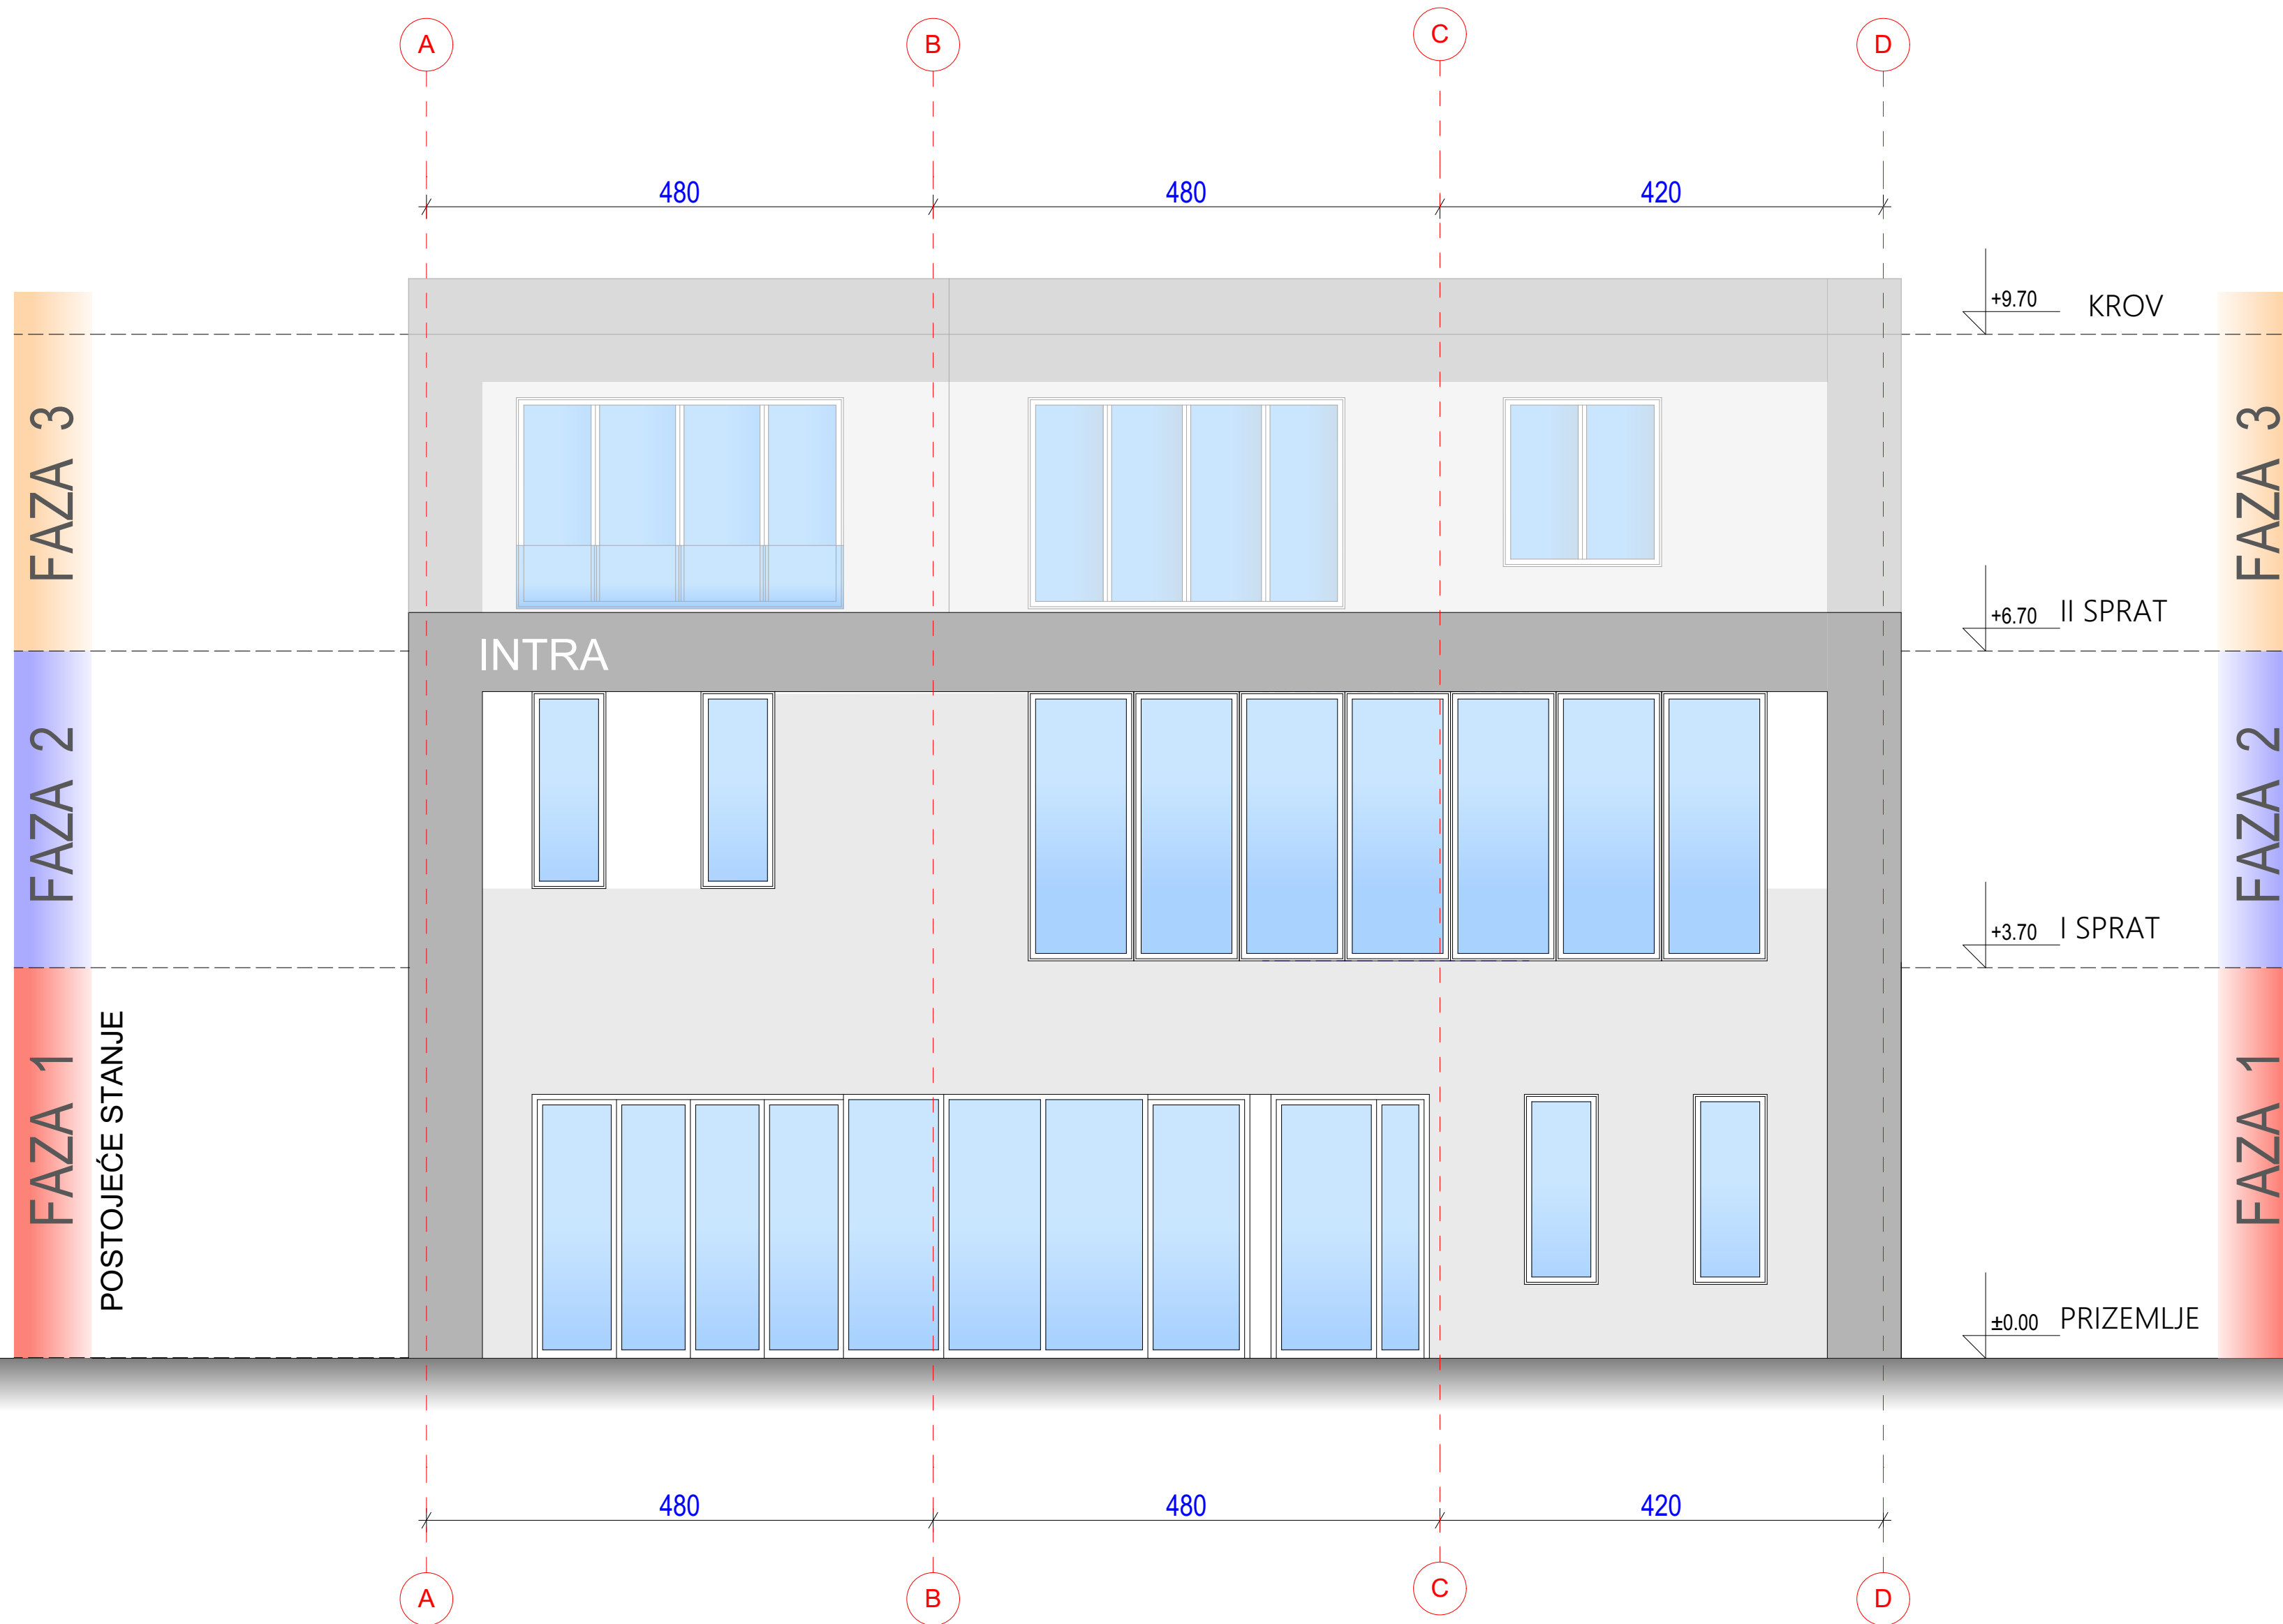 A B C D
480 480 420
+9.70 KROV
FAZA 3
FAZA 3
+6.70 II SPRAT
INTRA
FAZA 2
FAZA 2
+3.70 I SPRAT
FAZA 1
POSTOJEĆE STANJE
FAZA 1
±0.00 PRIZEMLJE
480 480 420
A B C D